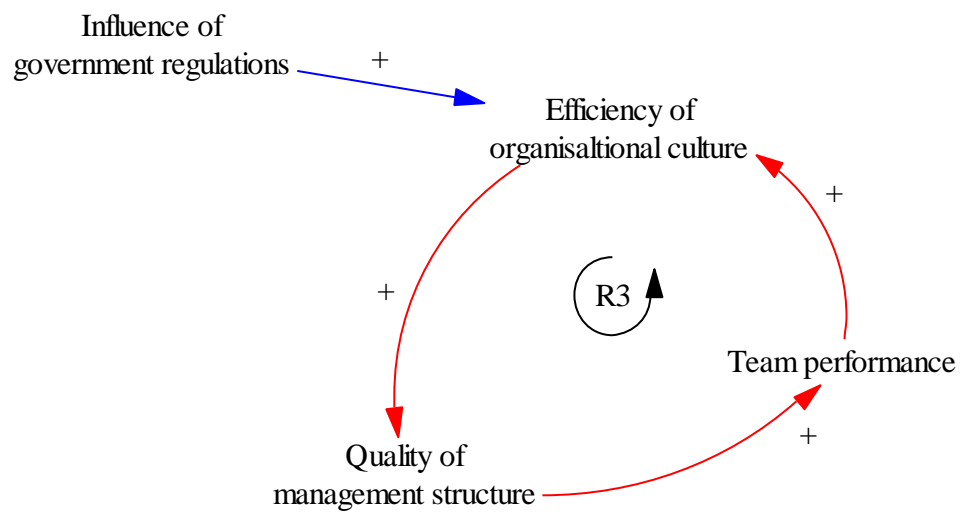 Influence of
government regulations
+
Efficiency of
organisaltional culture
+
+
R3
Team performance
+
Quality of
management structure